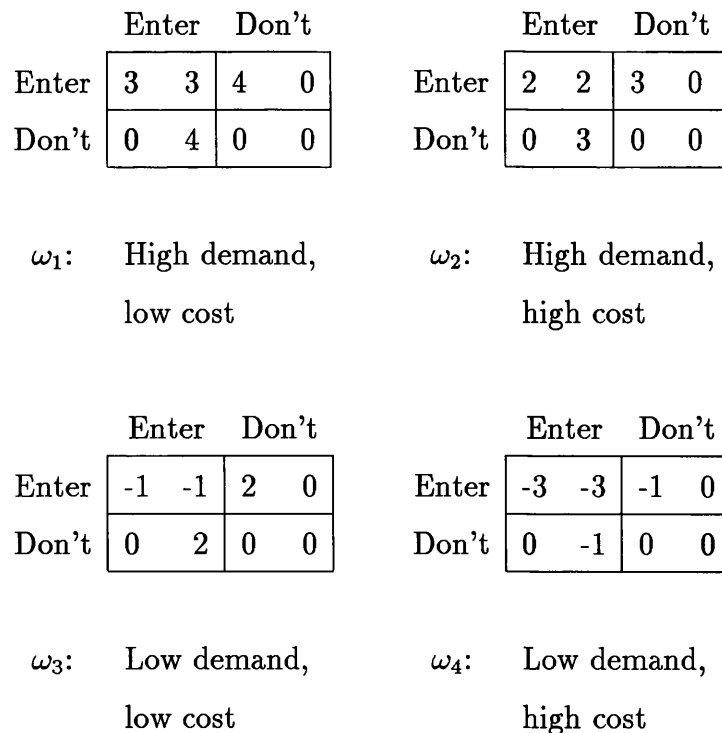 Enter Don't
Enter 3 3 4 0
Don't 0 4 0 0
ω₁: High demand,
low cost
Enter Don't
Enter 2 2 3 0
Don't 0 3 0 0
ω₂: High demand,
high cost
Enter Don't
Enter -1 -1 2 0
Don't 0 2 0 0
ω₃: Low demand,
low cost
Enter Don't
Enter -3 -3 -1 0
Don't 0 -1 0 0
ω₄: Low demand,
high cost